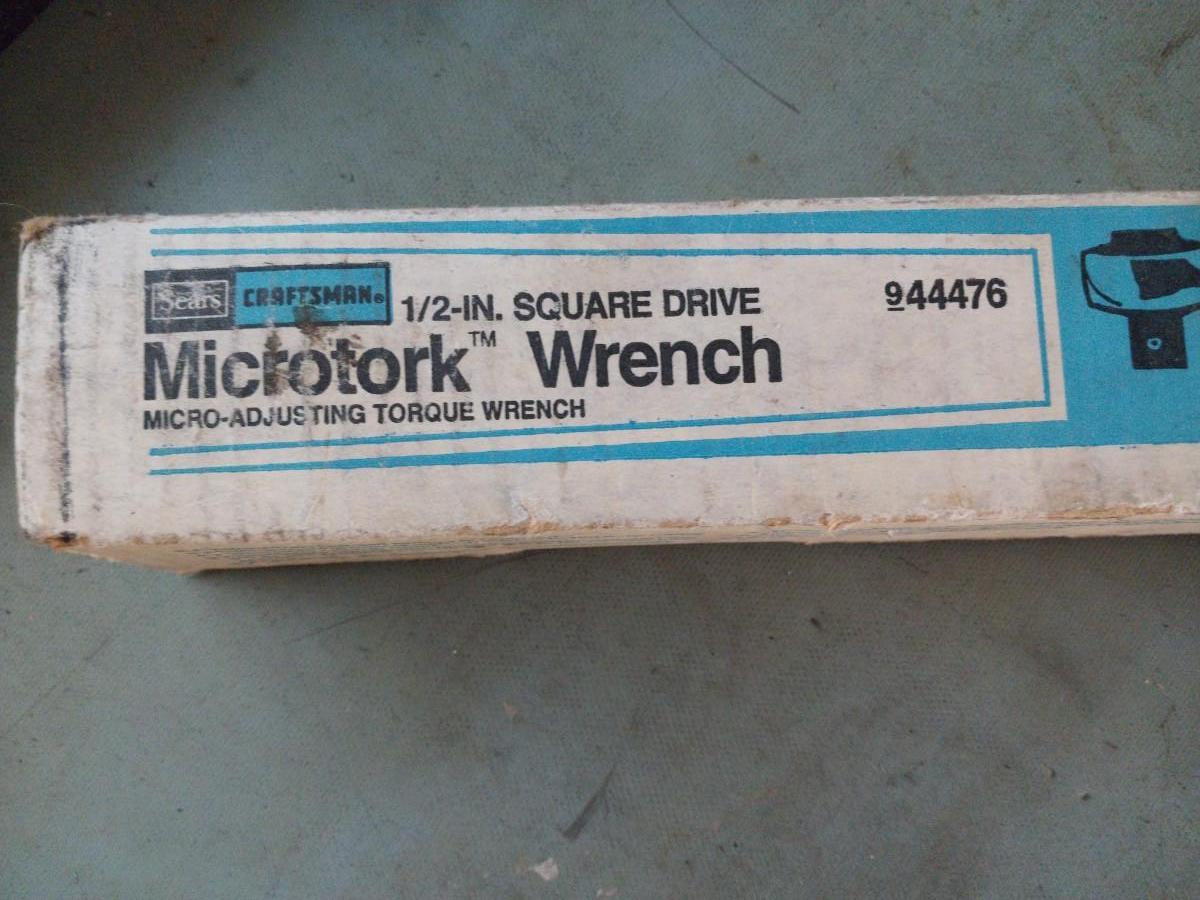 Sears CRAFTSMAN® 1/2-IN. SQUARE DRIVE 944476
Microtork™ Wrench
MICRO-ADJUSTING TORQUE WRENCH